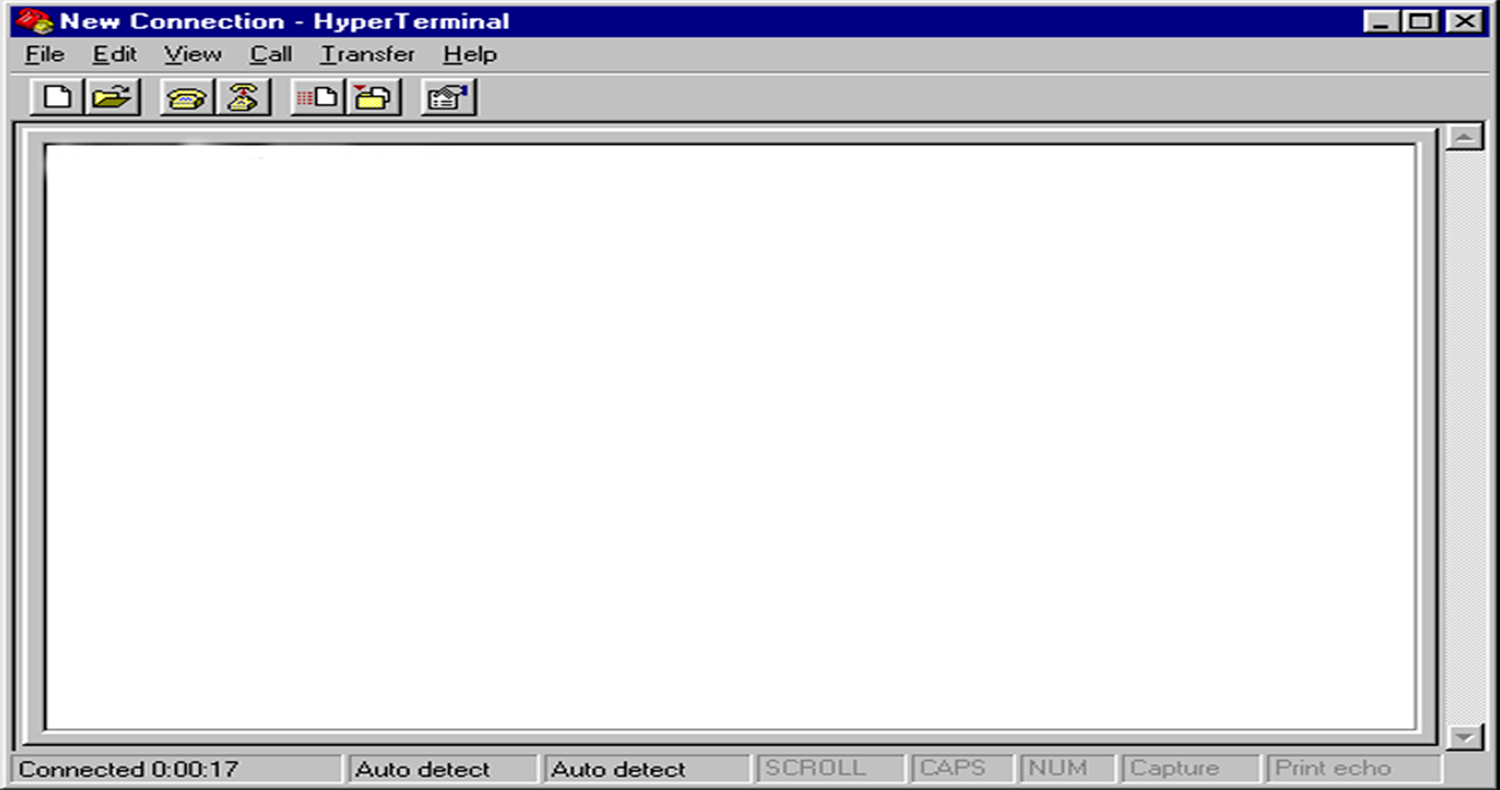 New Connection - HyperTerminal
File Edit View Call Transfer Help
Connected 0:00:17 Auto detect Auto detect SCROLL CAPS NUM Capture Print echo